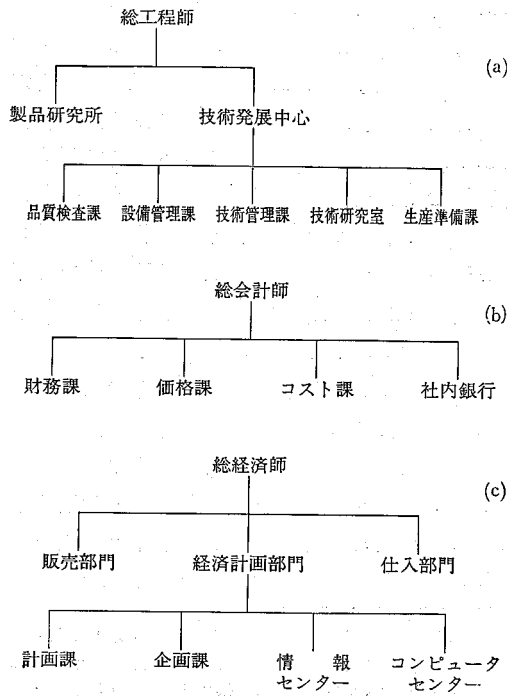 総工程師
(a)
製品研究所 技術発展中心
品質検査課 設備管理課 技術管理課 技術研究室 生産準備課
総会計師
(b)
財務課 価格課 コスト課 社内銀行
総経済師
(c)
販売部門 経済計画部門 仕入部門
計画課 企画課 情報 コンピュータ
センター センター